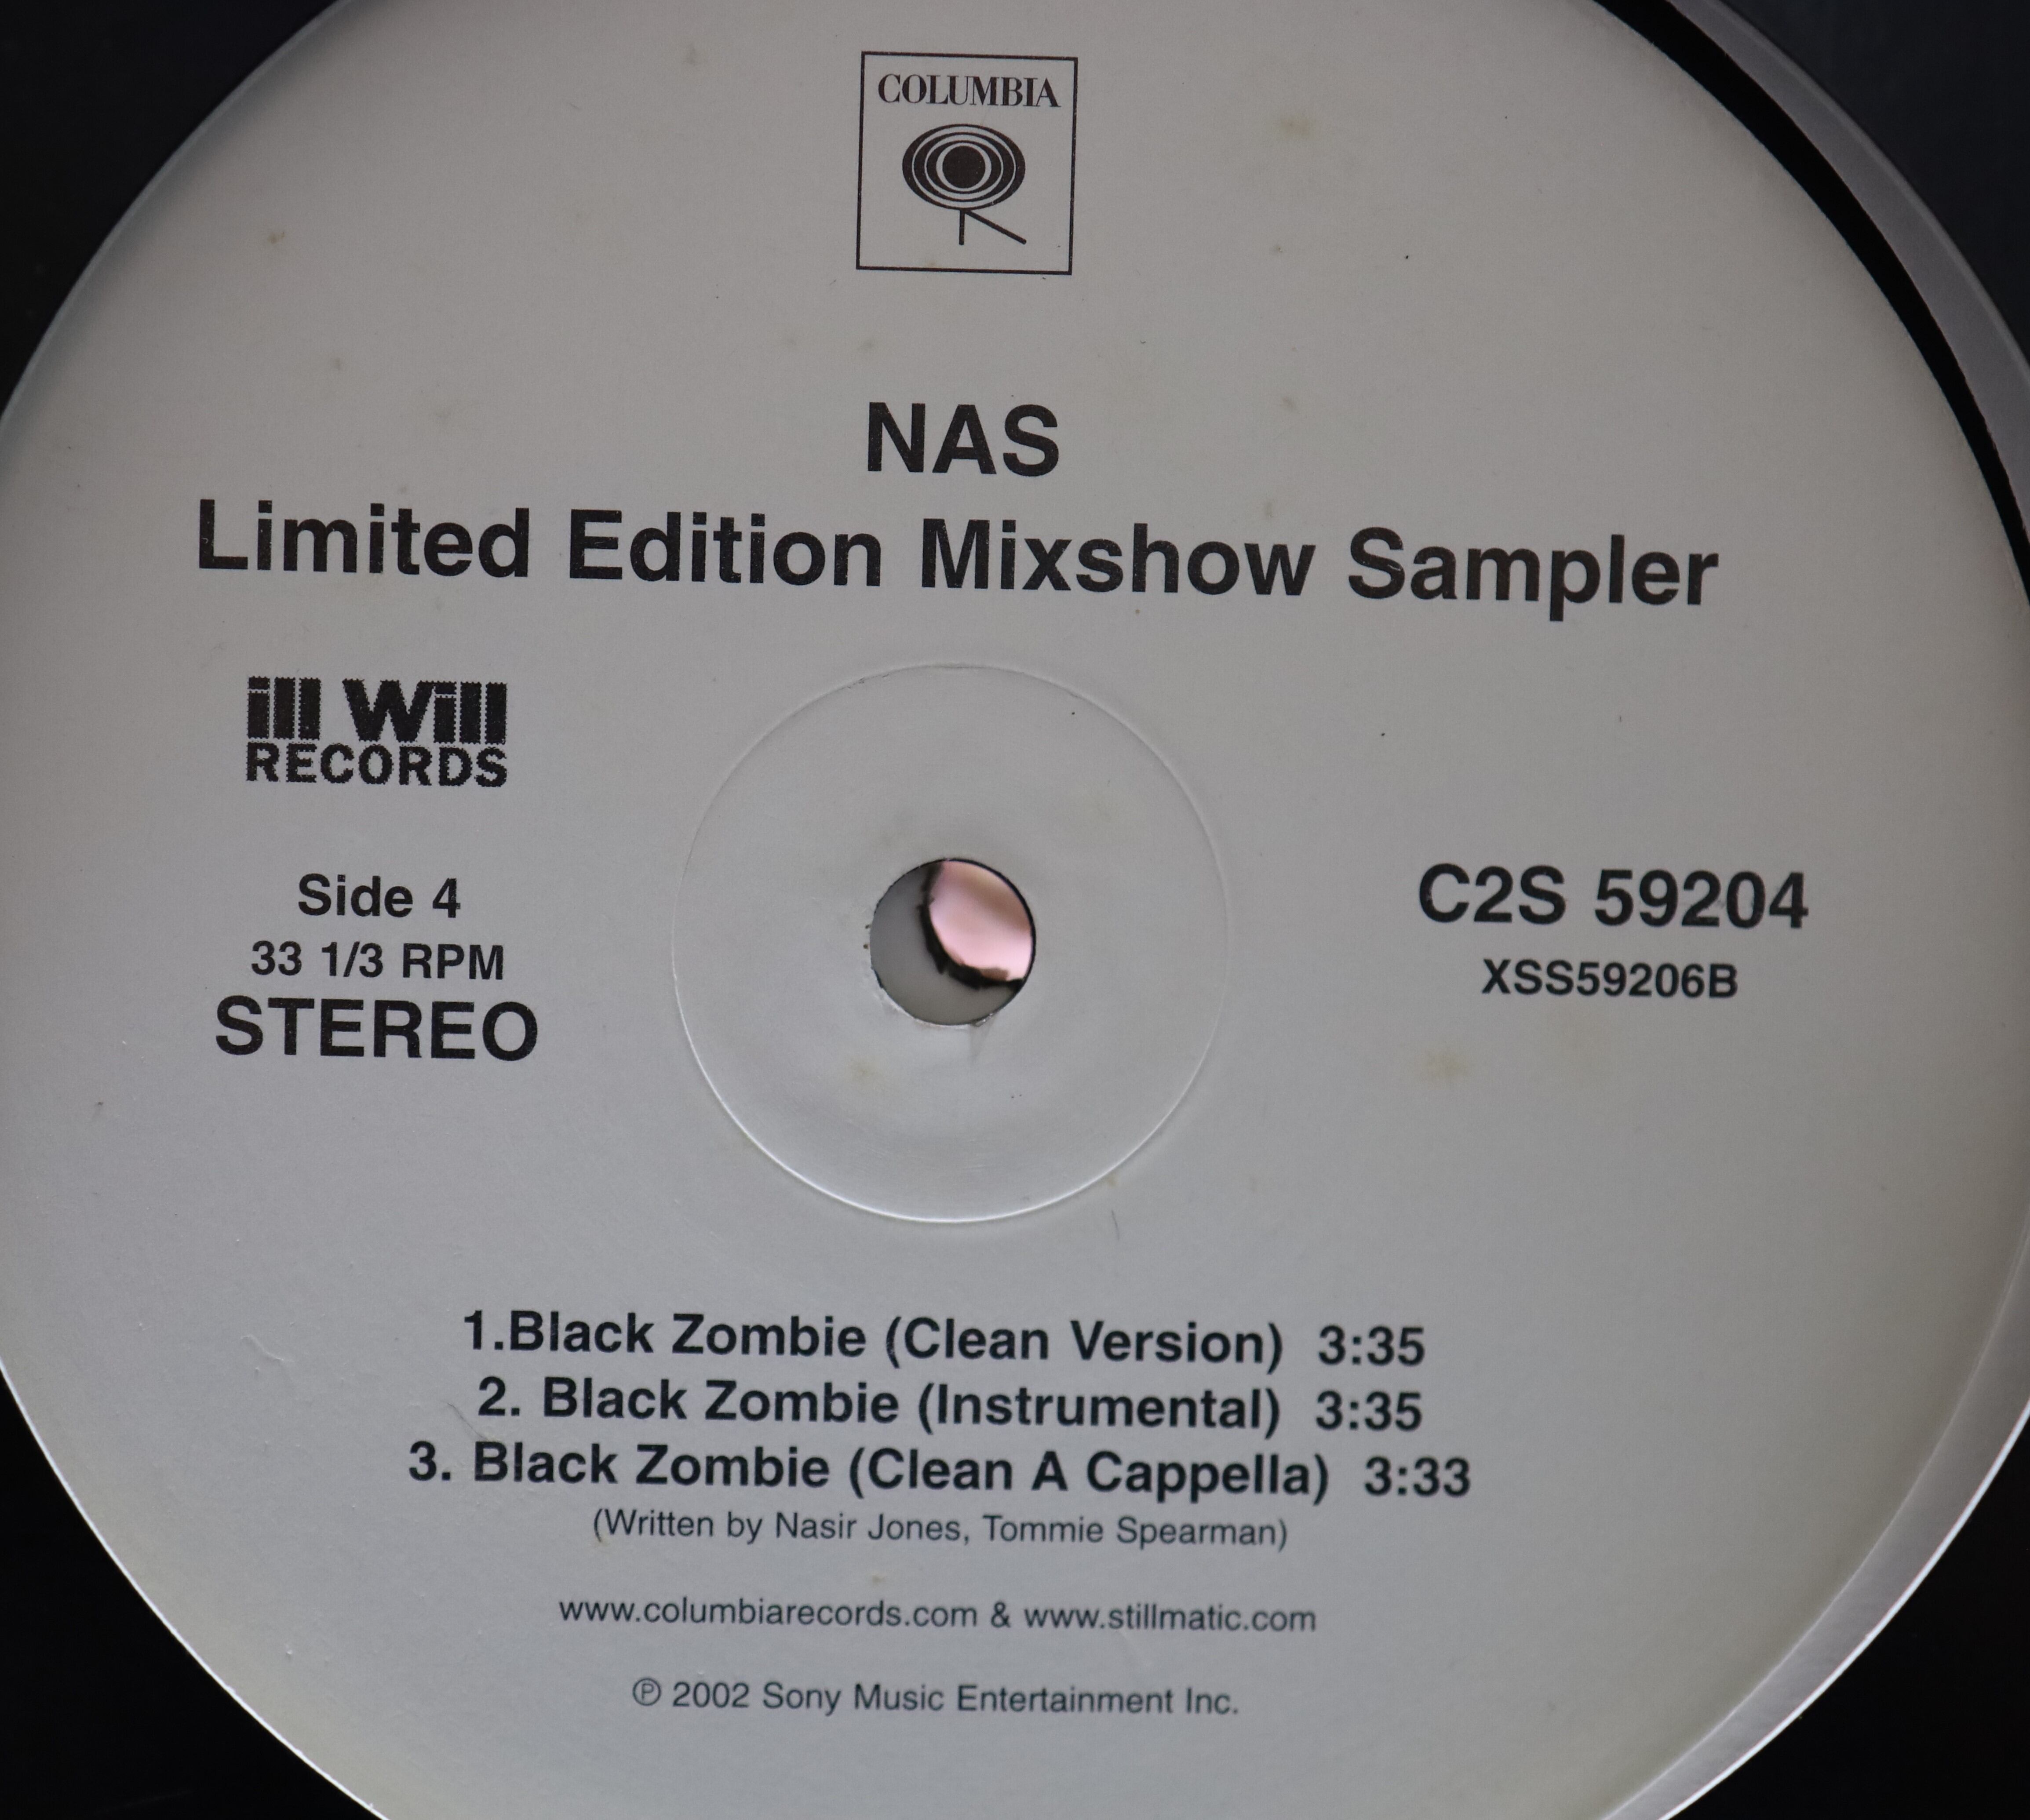 COLUMBIA
NAS
Limited Edition Mixshow Sampler
ill Will
RECORDS
Side 4
33 1/3 RPM
STEREO
C2S 59204
XSS59206B
1.Black Zombie (Clean Version) 3:35
2. Black Zombie (Instrumental) 3:35
3. Black Zombie (Clean A Cappella) 3:33
(Written by Nasir Jones, Tommie Spearman)
www.columbiarecords.com & www.stillmatic.com
℗ 2002 Sony Music Entertainment Inc.